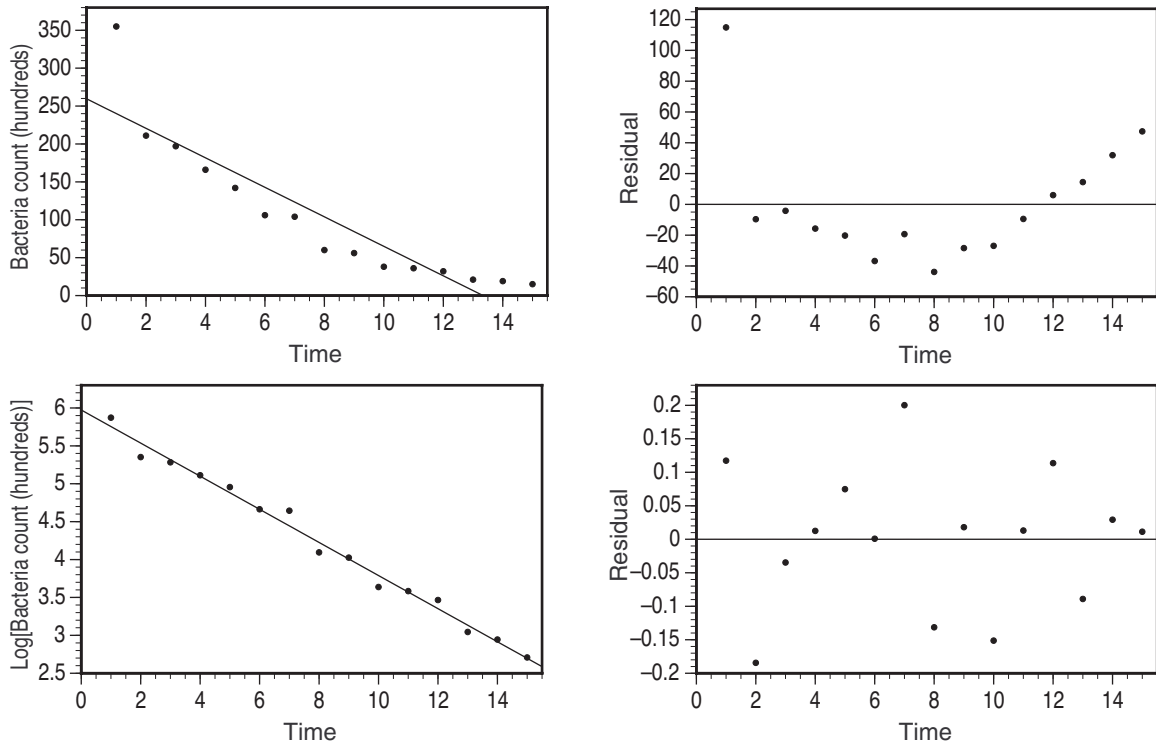 Bacteria count (hundreds)
350
300
250
200
150
100
50
0
0 2 4 6 8 10 12 14
Time
Residual
120
100
80
60
40
20
0
–20
–40
–60
0 2 4 6 8 10 12 14
Time
Log[Bacteria count (hundreds)]
6
5.5
5
4.5
4
3.5
3
2.5
0 2 4 6 8 10 12 14
Time
Residual
0.2
0.15
0.1
0.05
0
–0.05
–0.1
–0.15
–0.2
0 2 4 6 8 10 12 14
Time